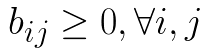 b_{ij} ≥ 0, ∀i, j